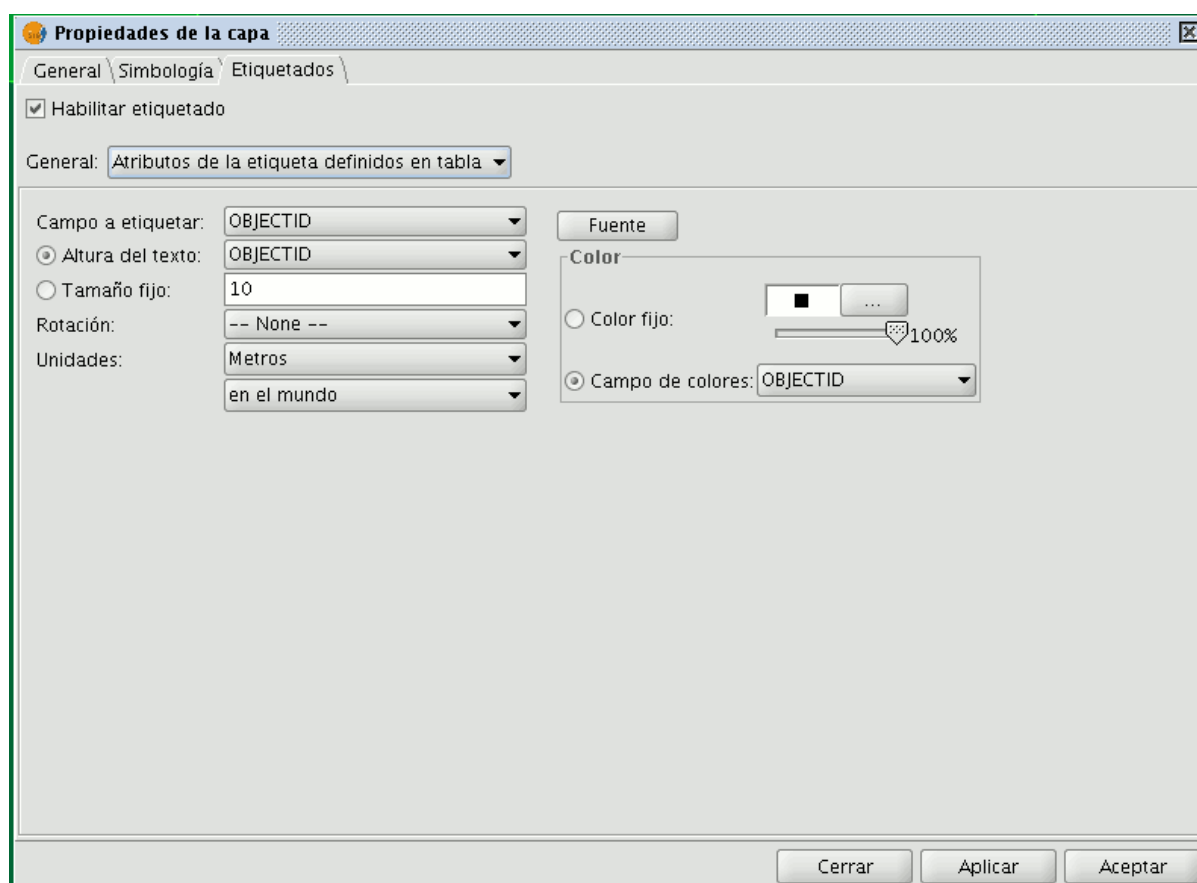 Propiedades de la capa
General Simbología Etiquetados
Habilitar etiquetado
General: Atributos de la etiqueta definidos en tabla
Campo a etiquetar: OBJECTID
Altura del texto: OBJECTID
Tamaño fijo: 10
Rotación: -- None --
Unidades: Metros
en el mundo
Fuente
Color
Color fijo: ...
100%
Campo de colores: OBJECTID
Cerrar Aplicar Aceptar